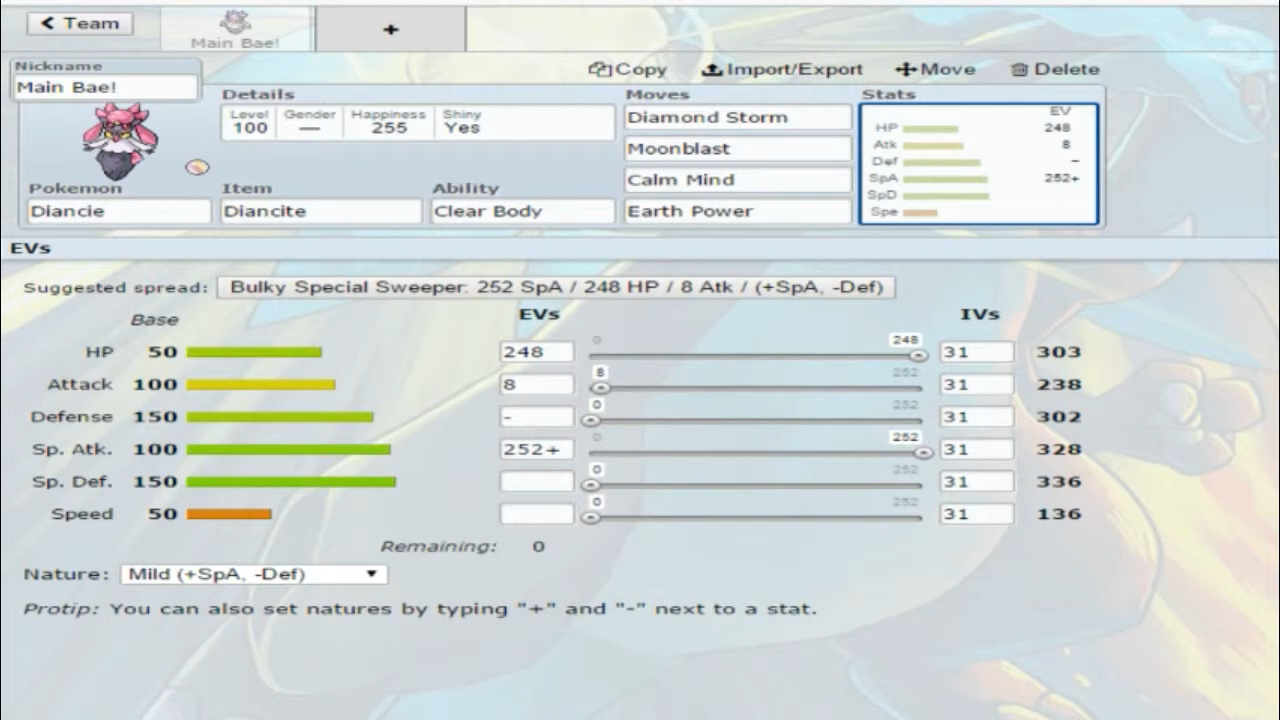 < Team
Main Bae!
+
Nickname
Main Bae!
Copy Import/Export Move Delete
Details
Level Gender Happiness Shiny
100 — 255 Yes
Pokemon Item Ability
Diancie Diancite Clear Body
Moves
Diamond Storm
Moonblast
Calm Mind
Earth Power
Stats
EV
HP 248
Atk 8
Def -
SpA 252+
SpD
Spe
EVs
Suggested spread: Bulky Special Sweeper: 252 SpA / 248 HP / 8 Atk / (+SpA, -Def)
Base EVs IVs
HP 50 248 0 248 31 303
Attack 100 8 8 252 31 238
Defense 150 - 0 252 31 302
Sp. Atk. 100 252+ 0 252 31 328
Sp. Def. 150 0 252 31 336
Speed 50 0 252 31 136
Remaining: 0
Nature: Mild (+SpA, -Def)
Protip: You can also set natures by typing "+" and "-" next to a stat.